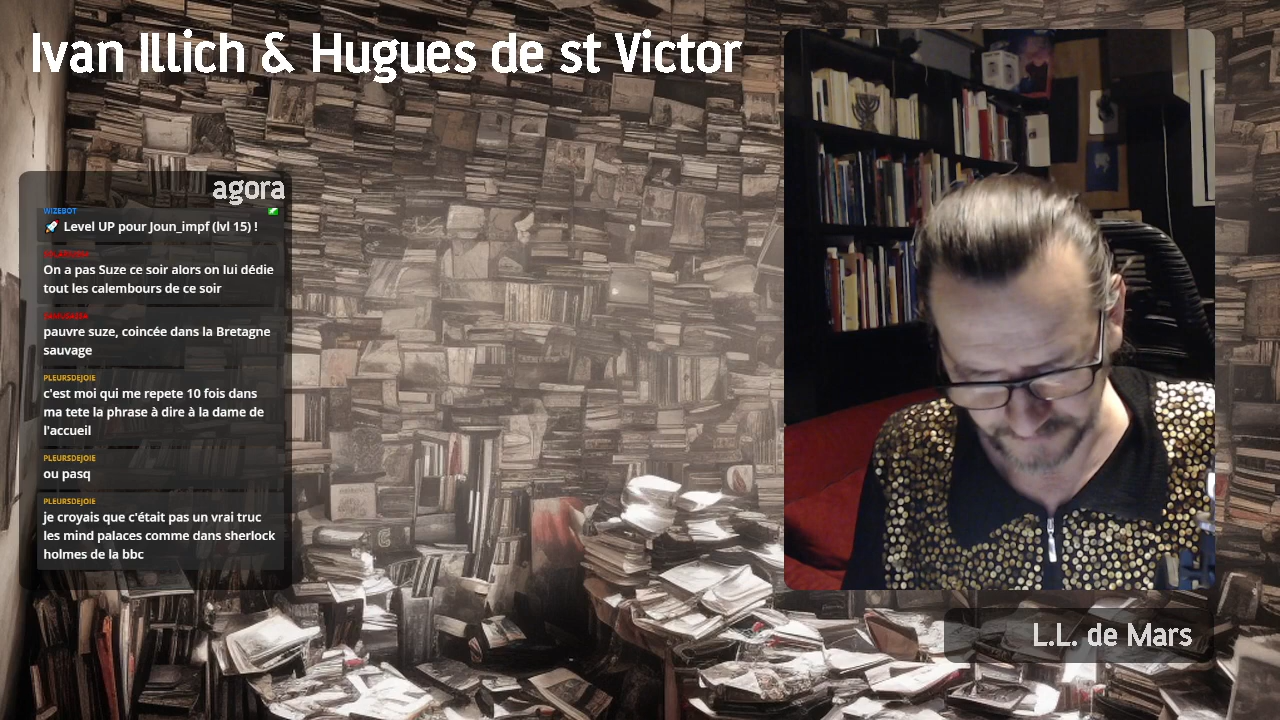 Ivan Illich & Hugues de st Victor
agora
WIZEBOT
🚀 Level UP pour Joun_impf (lvl 15) !
On a pas Suze ce soir alors on lui dédie
tout les calembours de ce soir
pauvre suze, coincée dans la Bretagne
sauvage
PLEURSDEJOIE
c'est moi qui me repete 10 fois dans
ma tete la phrase à dire à la dame de
l'accueil
PLEURSDEJOIE
ou pasq
PLEURSDEJOIE
je croyais que c'était pas un vrai truc
les mind palaces comme dans sherlock
holmes de la bbc
L.L. de Mars